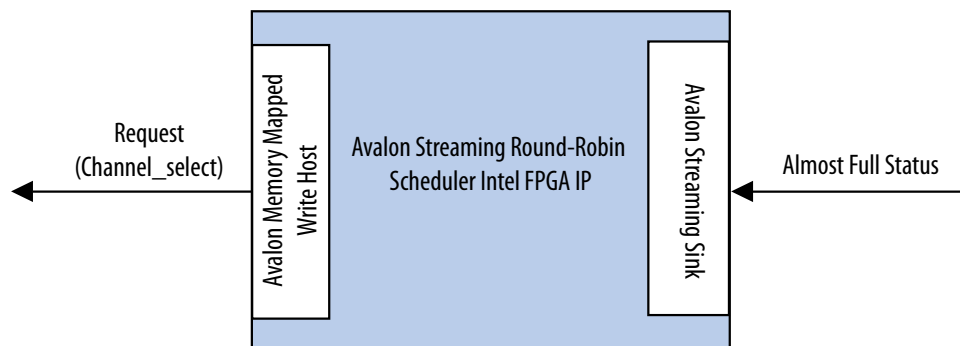 Request
(Channel_select)
Avalon Memory Mapped
Write Host
Avalon Streaming Round-Robin
Scheduler Intel FPGA IP
Avalon Streaming Sink
Almost Full Status